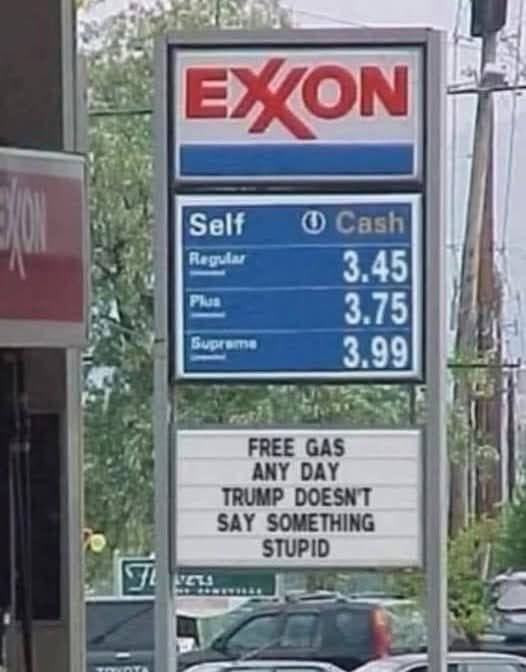 EXXON
Self Cash
Regular 3.45
Plus 3.75
Supreme 3.99
FREE GAS
ANY DAY
TRUMP DOESN'T
SAY SOMETHING
STUPID
TOYOTA